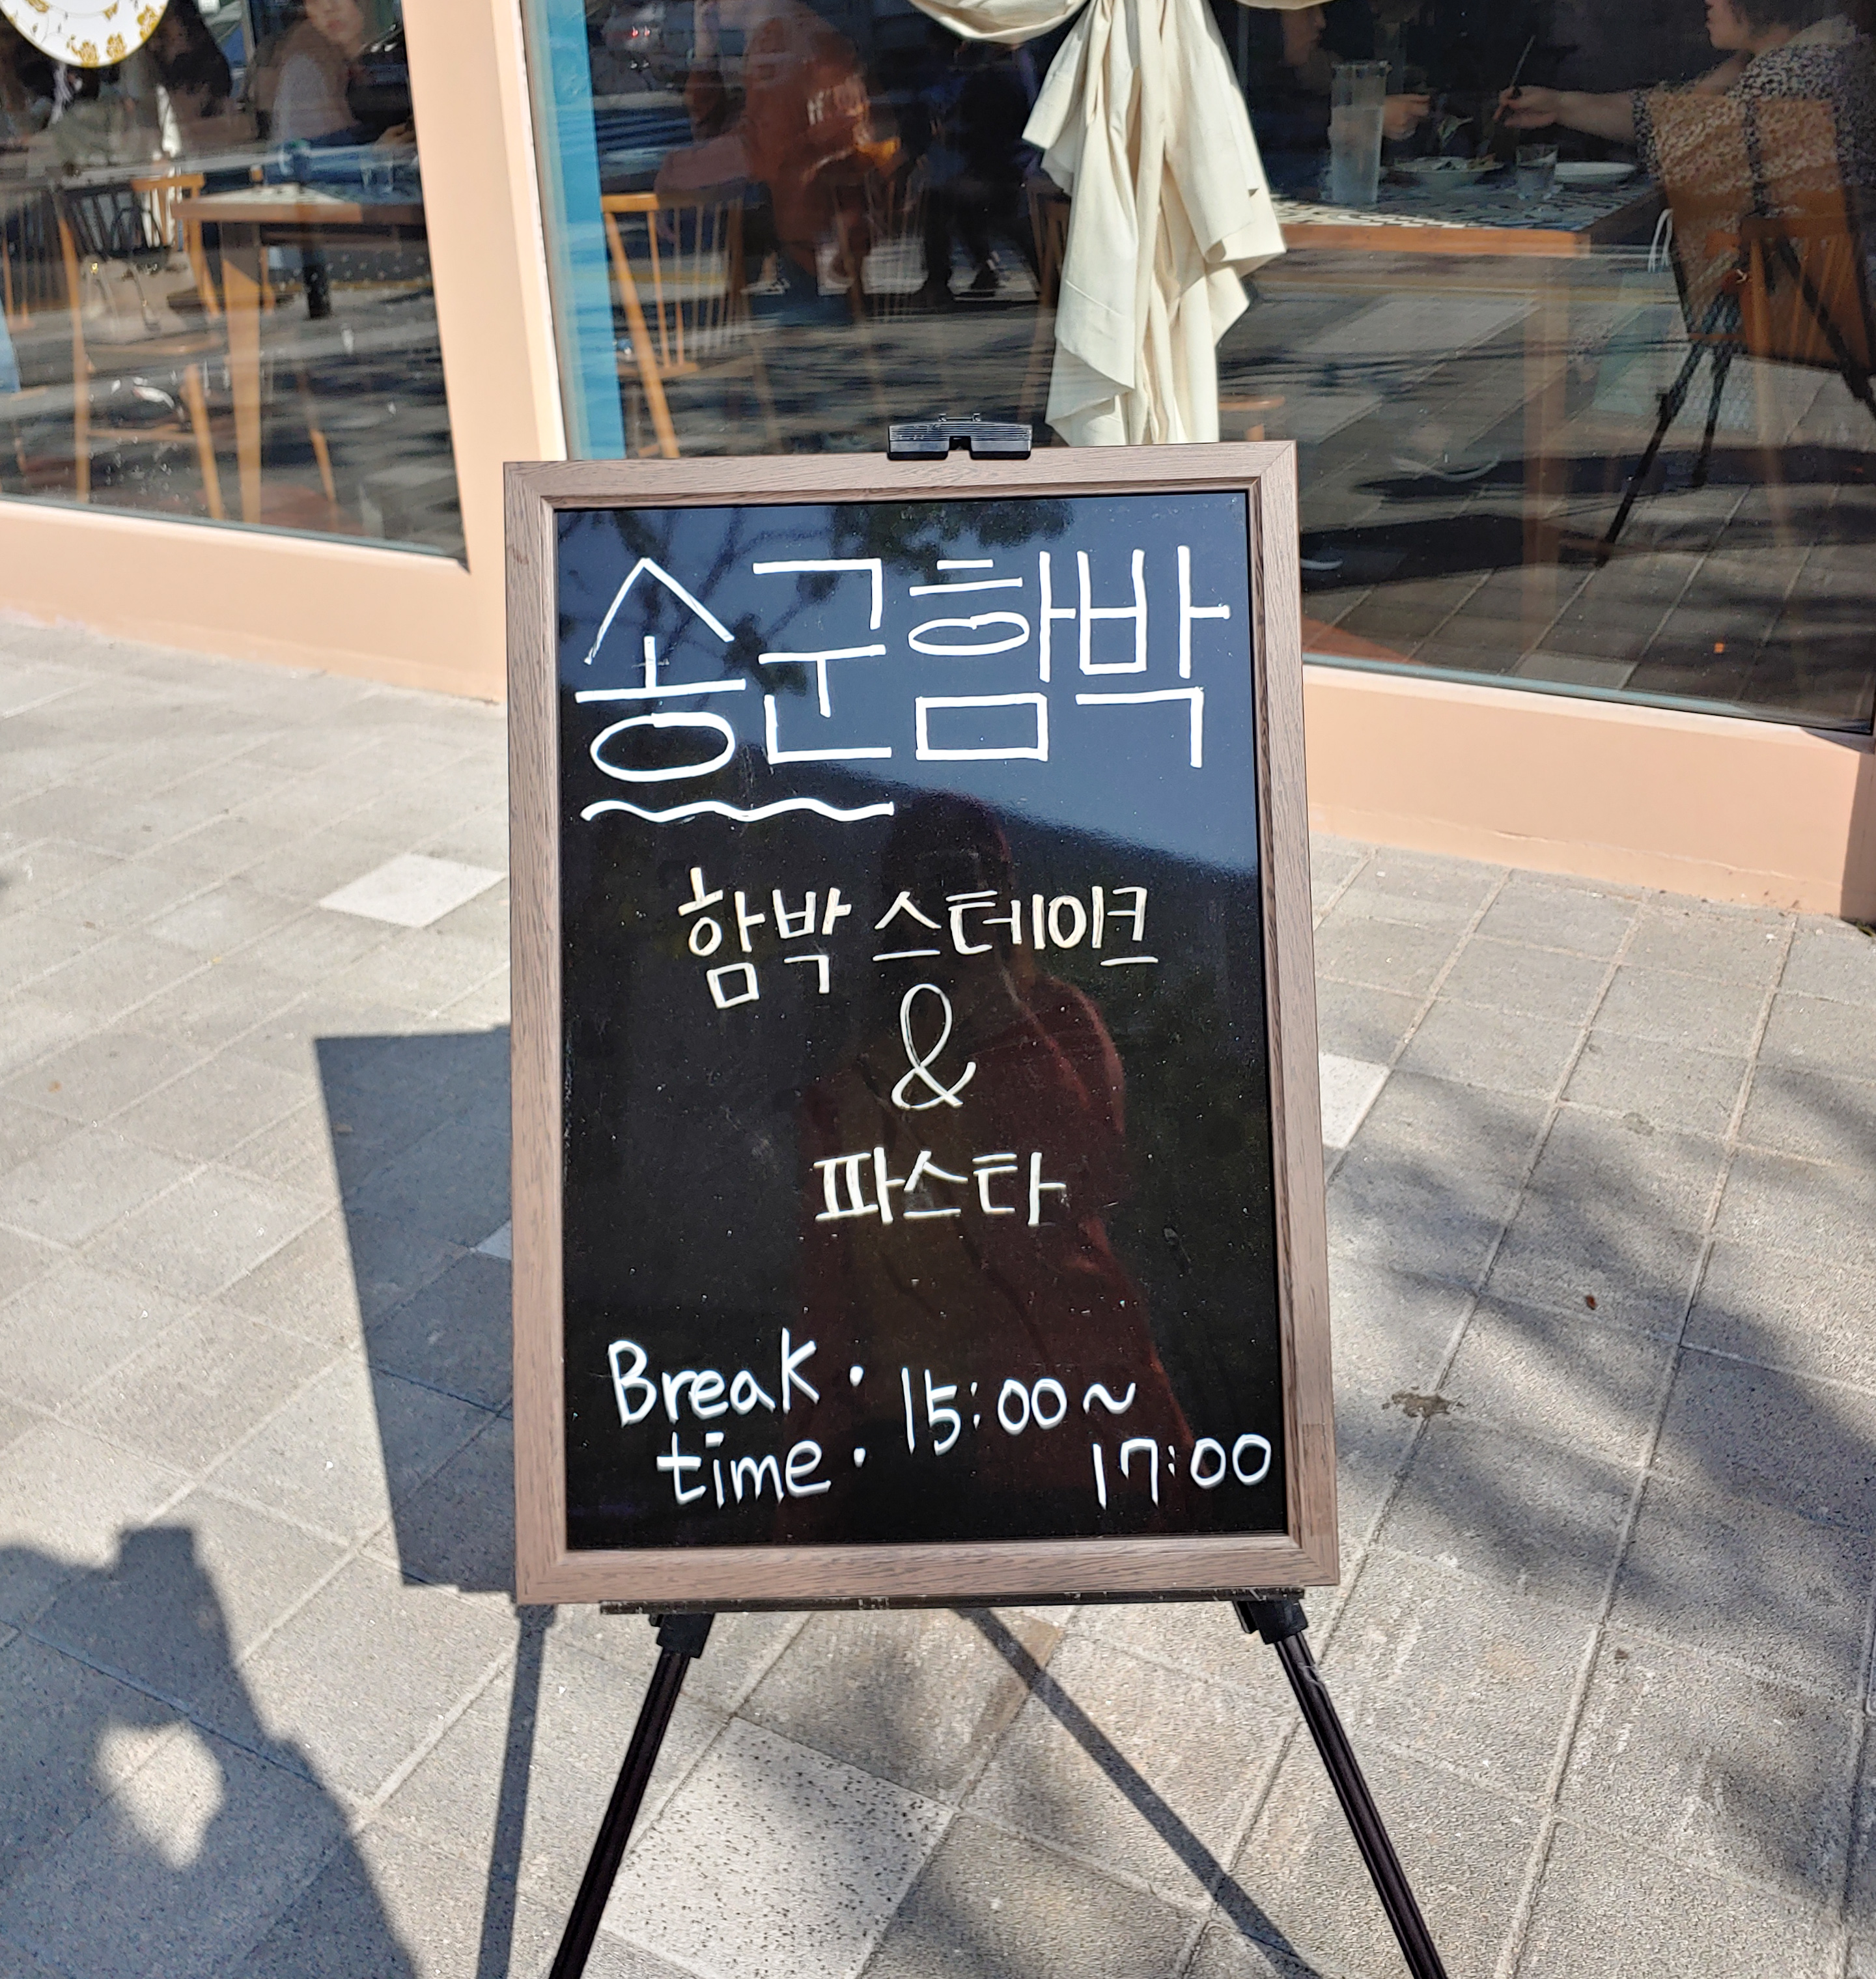 송군함박
함박 스테이크
&
파스타
Break : 15:00~
time : 17:00